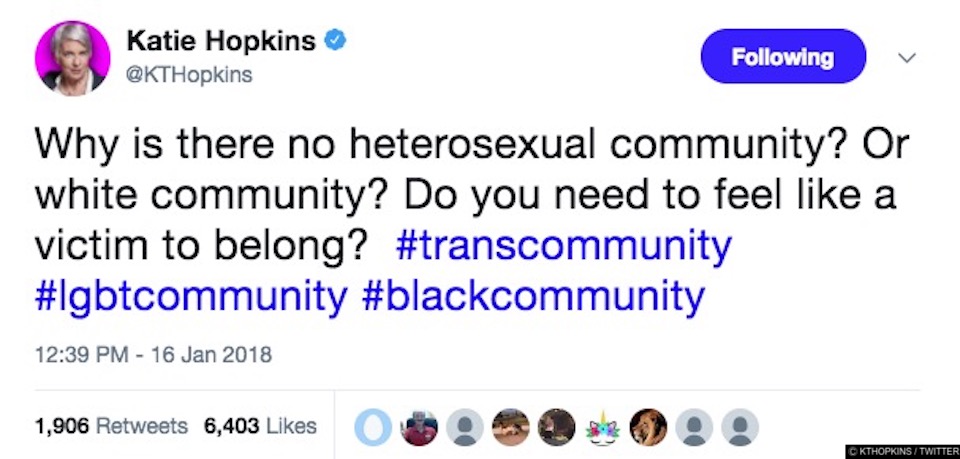 Katie Hopkins
@KTHopkins
Following
Why is there no heterosexual community? Or
white community? Do you need to feel like a
victim to belong? #transcommunity
#lgbtcommunity #blackcommunity
12:39 PM - 16 Jan 2018
1,906 Retweets 6,403 Likes
© KTHOPKINS / TWITTER